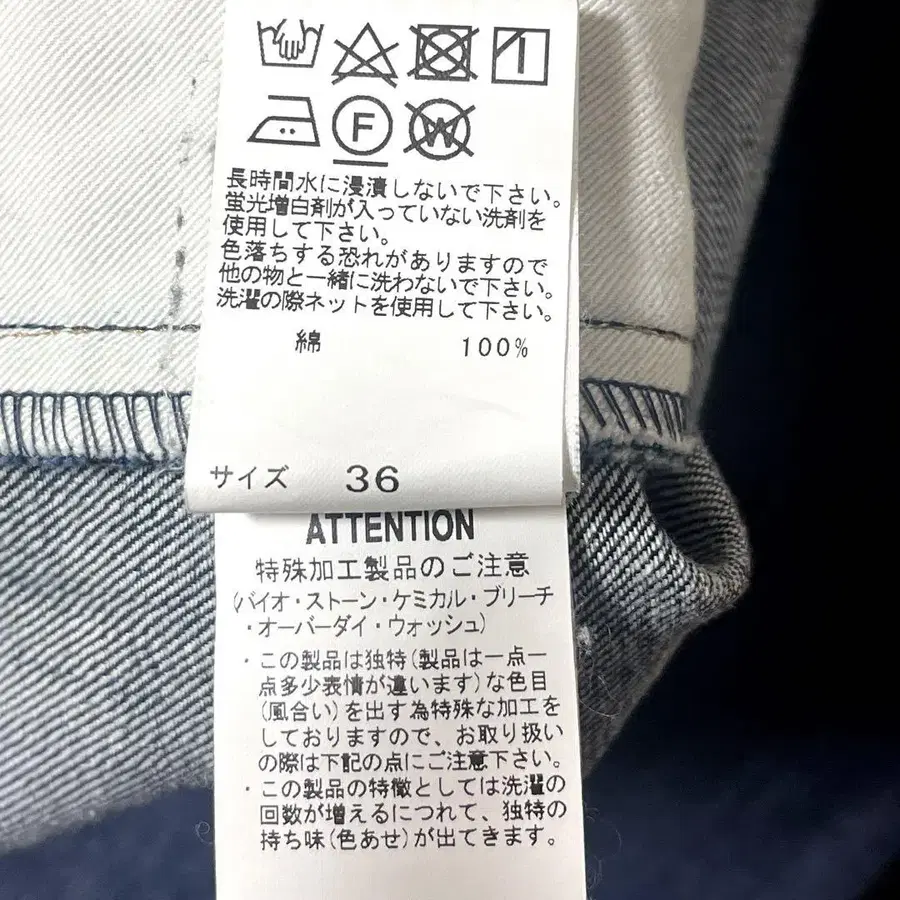 F
W
長時間水に浸漬しないで下さい。
蛍光増白剤が入っていない洗剤を
使用して下さい。
色落ちする恐れがありますので
他の物と一緒に洗わないで下さい。
洗濯の際ネットを使用して下さい。
綿 100%
サイズ 36
ATTENTION
特殊加工製品のご注意
(バイオ・ストーン・ケミカル・ブリーチ
・オーバーダイ・ウォッシュ)
・この製品は独特(製品は一点一
点多少表情が違います)な色目
(風合い)を出す為特殊な加工を
しておりますので、お取り扱い
の際は下記の点にご注意下さい。
・この製品の特徴としては洗濯の
回数が増えるにつれて、独特の
持ち味(色あせ)が出てきます。